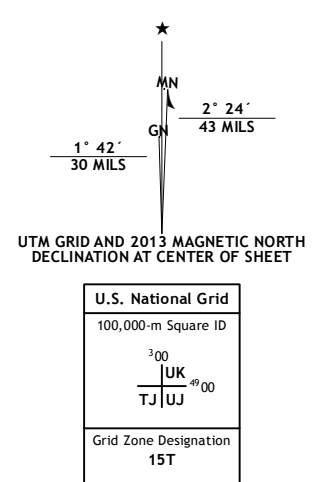 ★
MN
2° 24´
43 MILS
GN
1° 42´
30 MILS
UTM GRID AND 2013 MAGNETIC NORTH
DECLINATION AT CENTER OF SHEET
U.S. National Grid
100,000-m Square ID
³00
UK
⁴⁹00
TJ UJ
Grid Zone Designation
15T